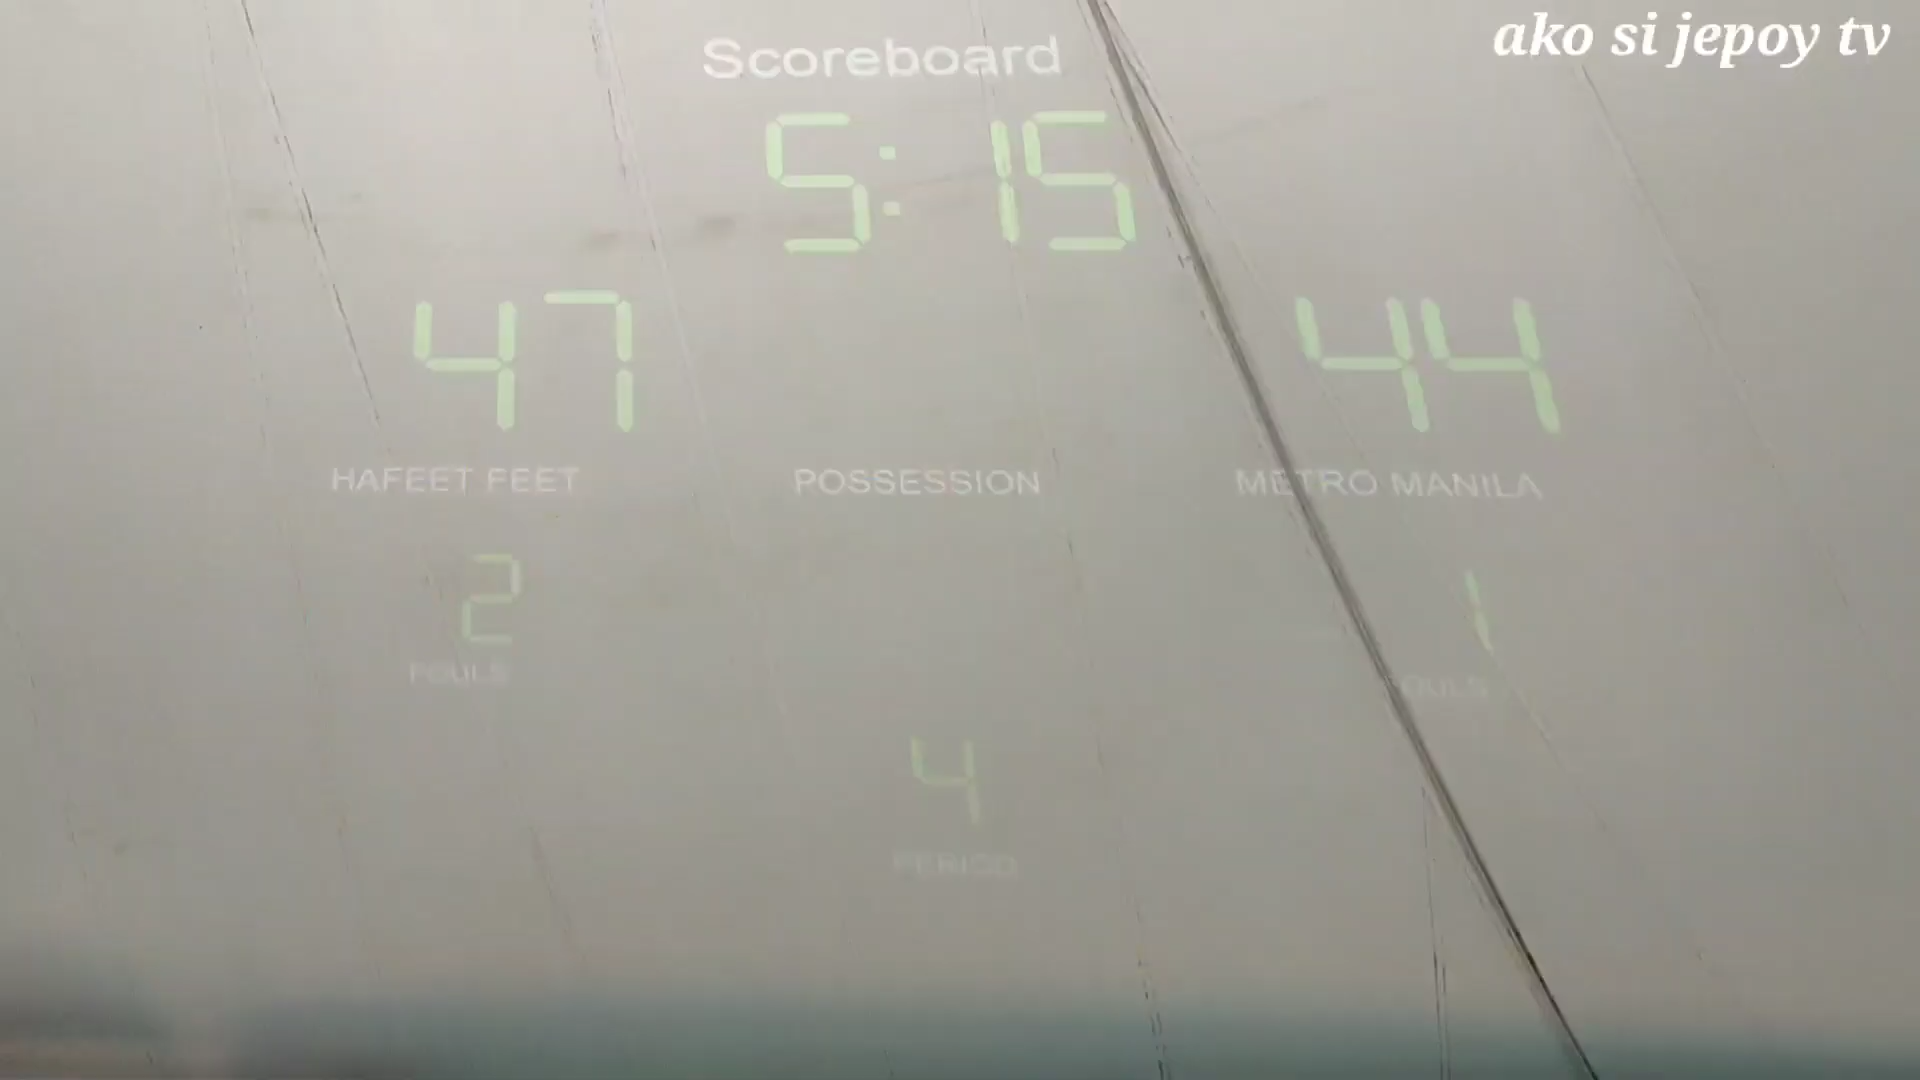 ako si jepoy tv
Scoreboard
5:15
47 44
HAFEET FEET POSSESSION METRO MANILA
2 1
FOULS FOULS
4
PERIOD